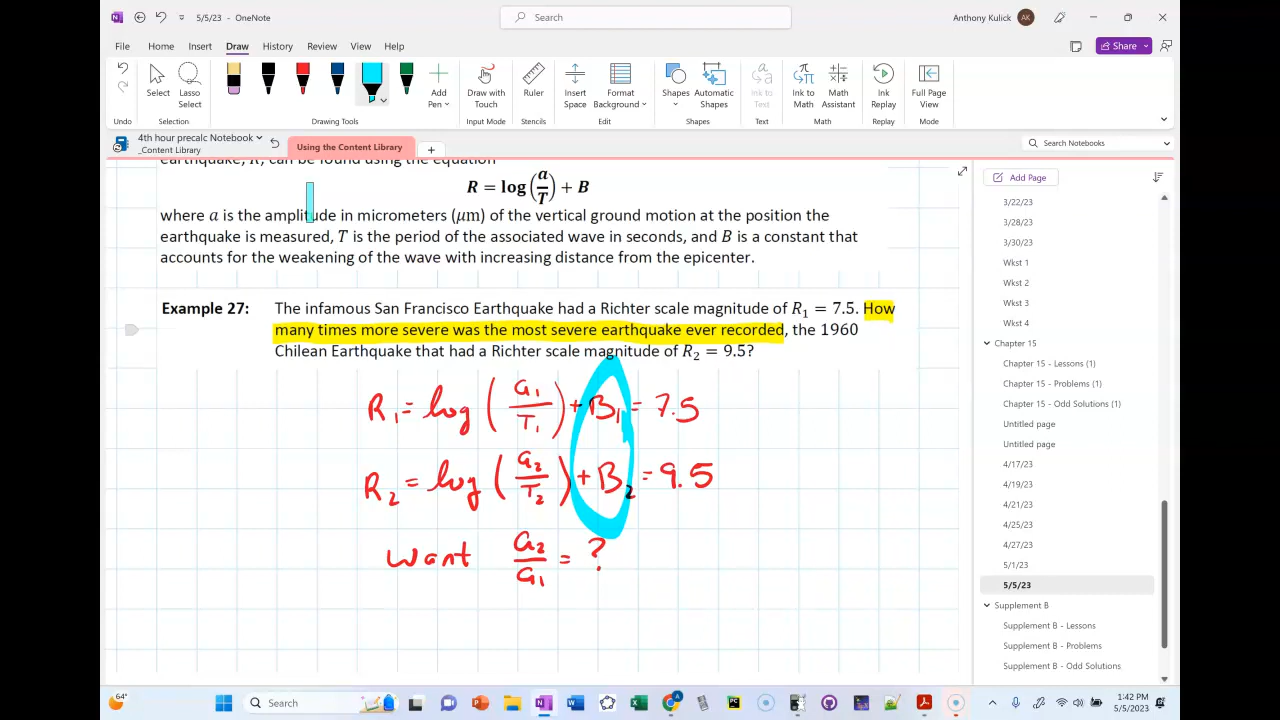 5/5/23 - OneNote
Search
Anthony Kulick
AK
File Home Insert Draw History Review View Help
Share
Select
Lasso Select
Add Pen
Draw with Touch
Ruler
Insert Space
Format Background
Shapes
Automatic Shapes
Ink to Text
Ink to Math
Math Assistant
Ink Replay
Full Page View
Undo Selection Drawing Tools Input Mode Stencils Edit Shapes Text Math Replay Mode
4th hour precalc Notebook
_Content Library
Using the Content Library
Search Notebooks
earthquake, R, can be found using the equation
R = log (a/T) + B
where a is the amplitude in micrometers (μm) of the vertical ground motion at the position the
earthquake is measured, T is the period of the associated wave in seconds, and B is a constant that
accounts for the weakening of the wave with increasing distance from the epicenter.
Example 27: The infamous San Francisco Earthquake had a Richter scale magnitude of R₁ = 7.5. How
many times more severe was the most severe earthquake ever recorded, the 1960
Chilean Earthquake that had a Richter scale magnitude of R₂ = 9.5?
R₁ = log (a₁/T₁) + B₁ = 7.5
R₂ = log (a₂/T₂) + B₂ = 9.5
want a₂/a₁ = ?
Add Page
3/22/23
3/28/23
3/30/23
Wkst 1
Wkst 2
Wkst 3
Wkst 4
Chapter 15
Chapter 15 - Lessons (1)
Chapter 15 - Problems (1)
Chapter 15 - Odd Solutions (1)
Untitled page
Untitled page
4/17/23
4/19/23
4/21/23
4/25/23
4/27/23
5/1/23
5/5/23
Supplement B
Supplement B - Lessons
Supplement B - Problems
Supplement B - Odd Solutions
64°
Search
1:42 PM
5/5/2023